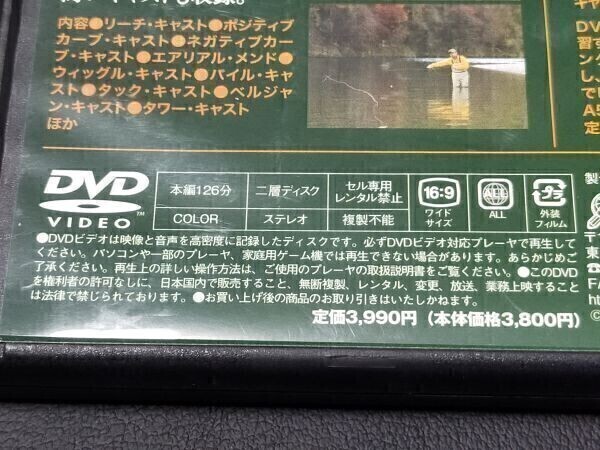 内容●リーチ・キャスト●ポジティブ
カーブ・キャスト●ネガティブカー
ブ・キャスト●エアリアル・メンド●
ウィッグル・キャスト●パイル・キャ
スト●タック・キャスト●ベルジャ
ン・キャスト●タワー・キャスト
ほか
DVD
VIDEO
TM
本編126分
二層ディスク
セル専用
レンタル禁止
16:9
ワイド
サイズ
ALL
ALL
プラ
外装
フィルム
COLOR
ステレオ
複製不能
●DVDビデオは映像と音声を高密度に記録したディスクです。必ずDVDビデオ対応プレーヤで再生して
ください。パソコンや一部のプレーヤ、家庭用ゲーム機では再生できない場合があります。あらかじめご
了承ください。再生上の詳しい操作方法は、ご使用のプレーヤの取扱説明書をご覧ください。●このDVD
を権利者の許可なしに、日本国内で販売すること、無断複製、レンタル、変更、放送、業務上映すること
は法律で禁じられております。●お買い上げ後の商品のお取り引きはいたしかねます。
定価3,990円（本体価格3,800円）